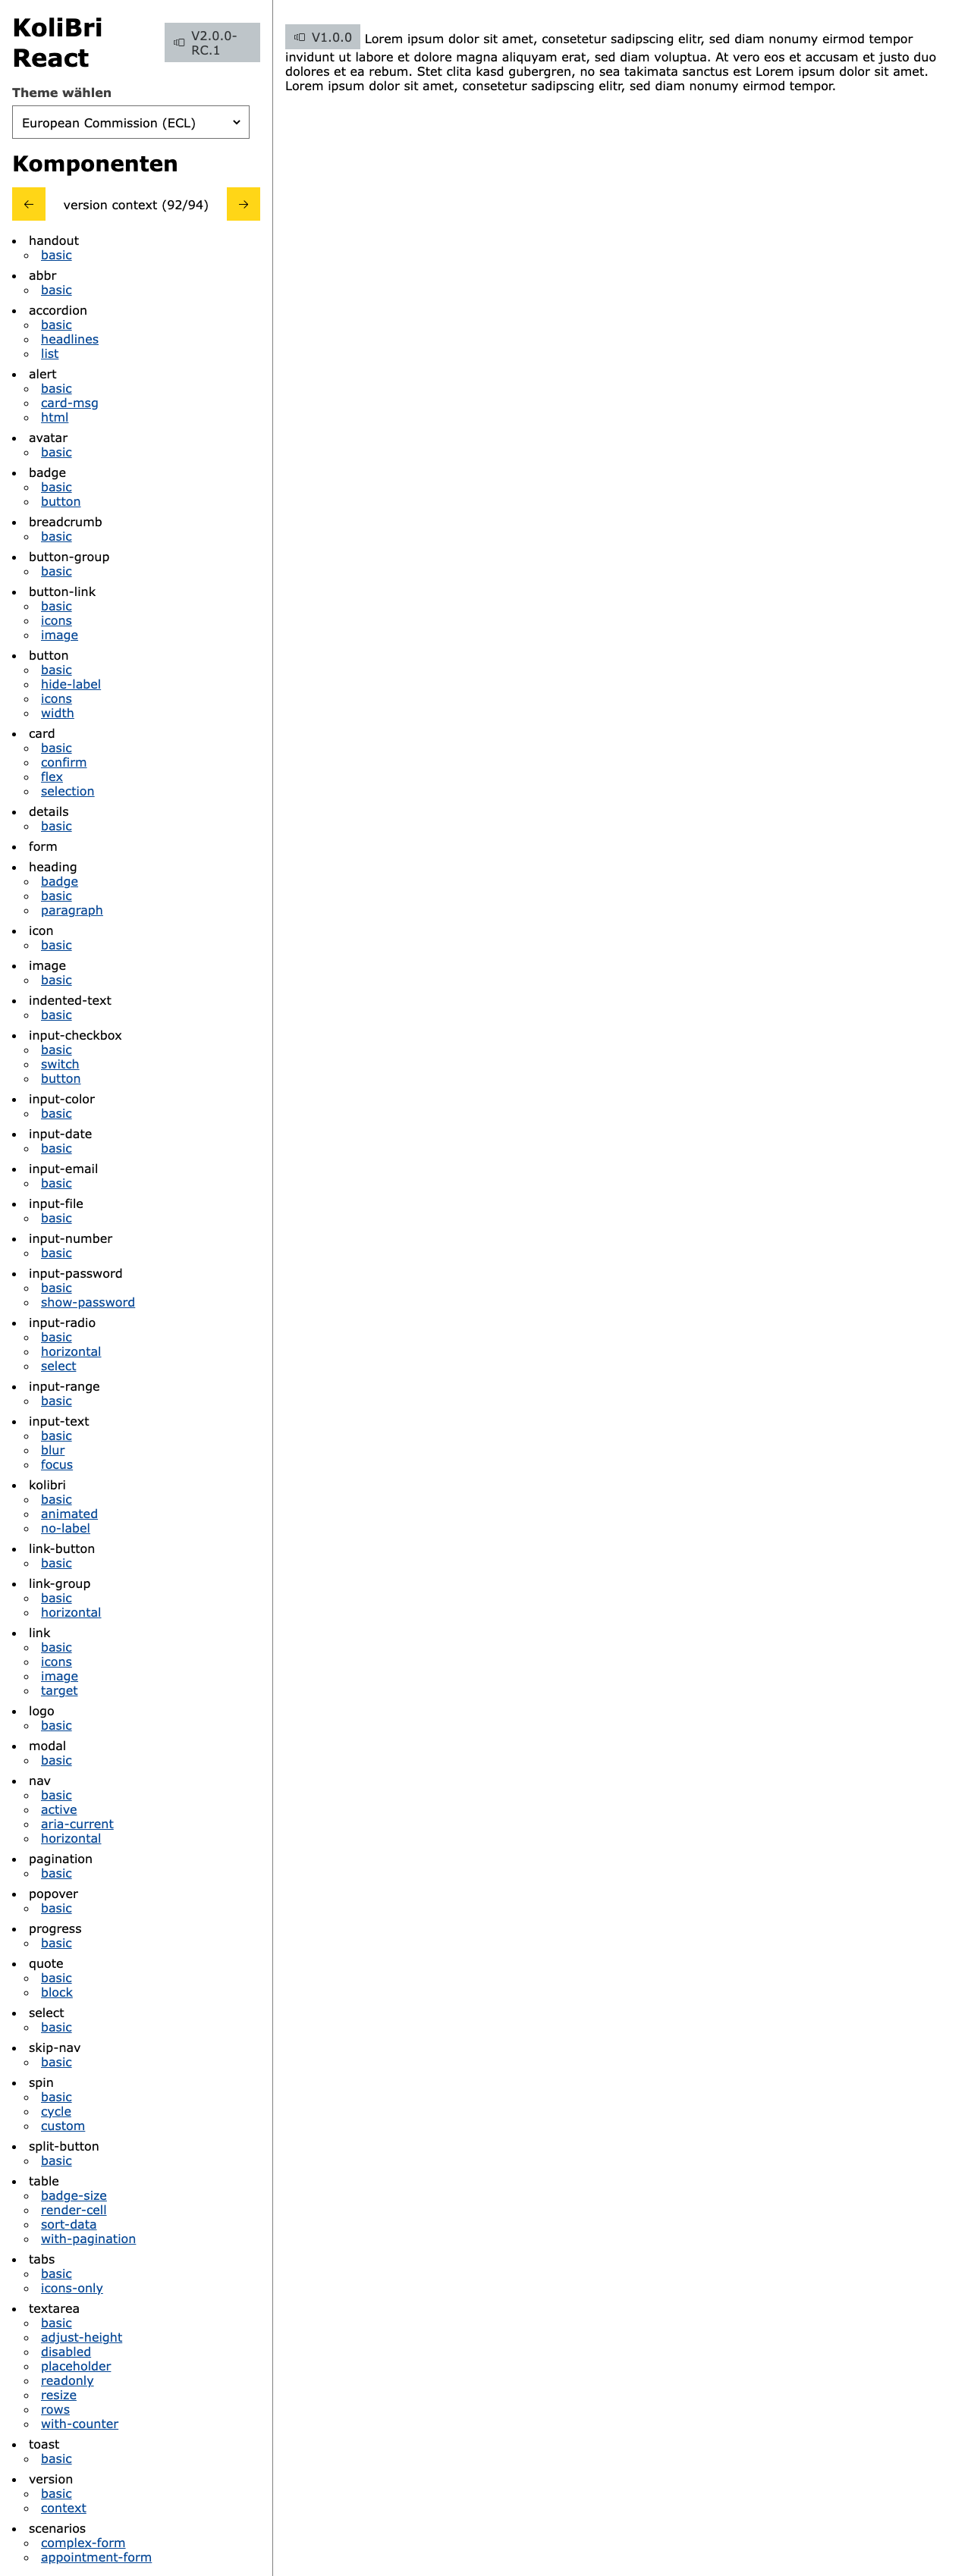 KoliBri
React
V2.0.0-
RC.1
Theme wählen
European Commission (ECL)
Komponenten
← version context (92/94) →
handout
basic
abbr
basic
accordion
basic
headlines
list
alert
basic
card-msg
html
avatar
basic
badge
basic
button
breadcrumb
basic
button-group
basic
button-link
basic
icons
image
button
basic
hide-label
icons
width
card
basic
confirm
flex
selection
details
basic
form
heading
badge
basic
paragraph
icon
basic
image
basic
indented-text
basic
input-checkbox
basic
switch
button
input-color
basic
input-date
basic
input-email
basic
input-file
basic
input-number
basic
input-password
basic
show-password
input-radio
basic
horizontal
select
input-range
basic
input-text
basic
blur
focus
kolibri
basic
animated
no-label
link-button
basic
link-group
basic
horizontal
link
basic
icons
image
target
logo
basic
modal
basic
nav
basic
active
aria-current
horizontal
pagination
basic
popover
basic
progress
basic
quote
basic
block
select
basic
skip-nav
basic
spin
basic
cycle
custom
split-button
basic
table
badge-size
render-cell
sort-data
with-pagination
tabs
basic
icons-only
textarea
basic
adjust-height
disabled
placeholder
readonly
resize
rows
with-counter
toast
basic
version
basic
context
scenarios
complex-form
appointment-form
V1.0.0 Lorem ipsum dolor sit amet, consetetur sadipscing elitr, sed diam nonumy eirmod tempor
invidunt ut labore et dolore magna aliquyam erat, sed diam voluptua. At vero eos et accusam et justo duo
dolores et ea rebum. Stet clita kasd gubergren, no sea takimata sanctus est Lorem ipsum dolor sit amet.
Lorem ipsum dolor sit amet, consetetur sadipscing elitr, sed diam nonumy eirmod tempor.